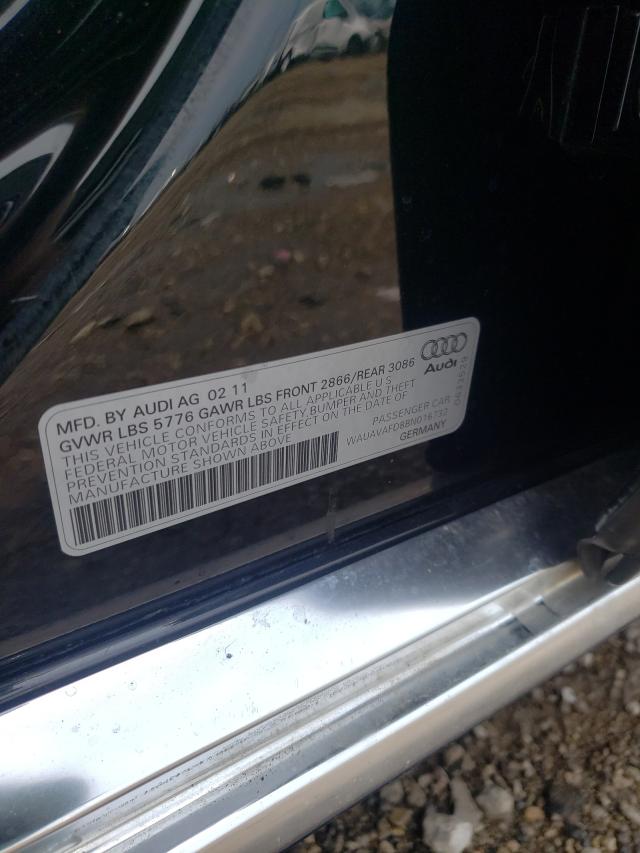 MFD. BY AUDI AG 02 11
GVWR LBS 5776 GAWR LBS FRONT 2866/REAR 3086
THIS VEHICLE CONFORMS TO ALL APPLICABLE U S
FEDERAL MOTOR VEHICLE SAFETY,BUMPER AND THEFT
PREVENTION STANDARDS IN EFFECT ON THE DATE OF
MANUFACTURE SHOWN ABOVE
PASSENGER CAR
WAUAVAFD8BN016732
GERMANY
Audi
0633629